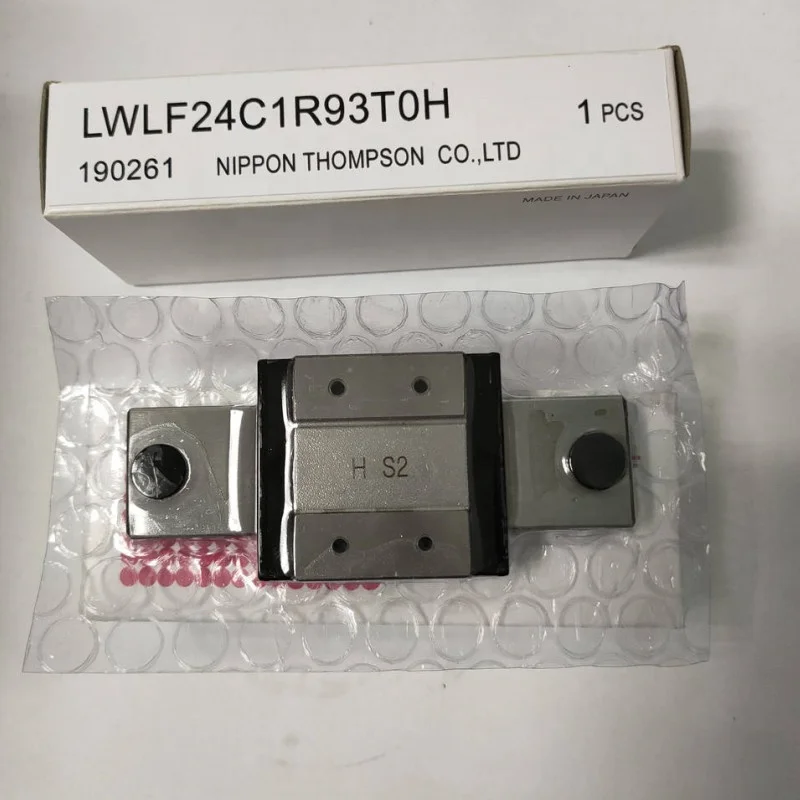 LWLF24C1R93T0H 1 PCS
190261 NIPPON THOMPSON CO.,LTD
MADE IN JAPAN
H S2